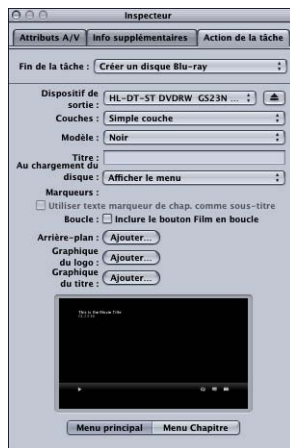 Inspecteur
Attributs A/V Info supplémentaires Action de la tâche
Fin de la tâche : Créer un disque Blu-ray
Dispositif de sortie : HL-DT-ST DVDRW GS23N ...
Couches : Simple couche
Modèle : Noir
Titre :
Au chargement du disque : Afficher le menu
Marqueurs :
Utiliser texte marqueur de chap. comme sous-titre
Boucle : Inclure le bouton Film en boucle
Arrière-plan : Ajouter...
Graphique du logo : Ajouter...
Graphique du titre : Ajouter...
This is the Movie Title
Menu principal Menu Chapitre